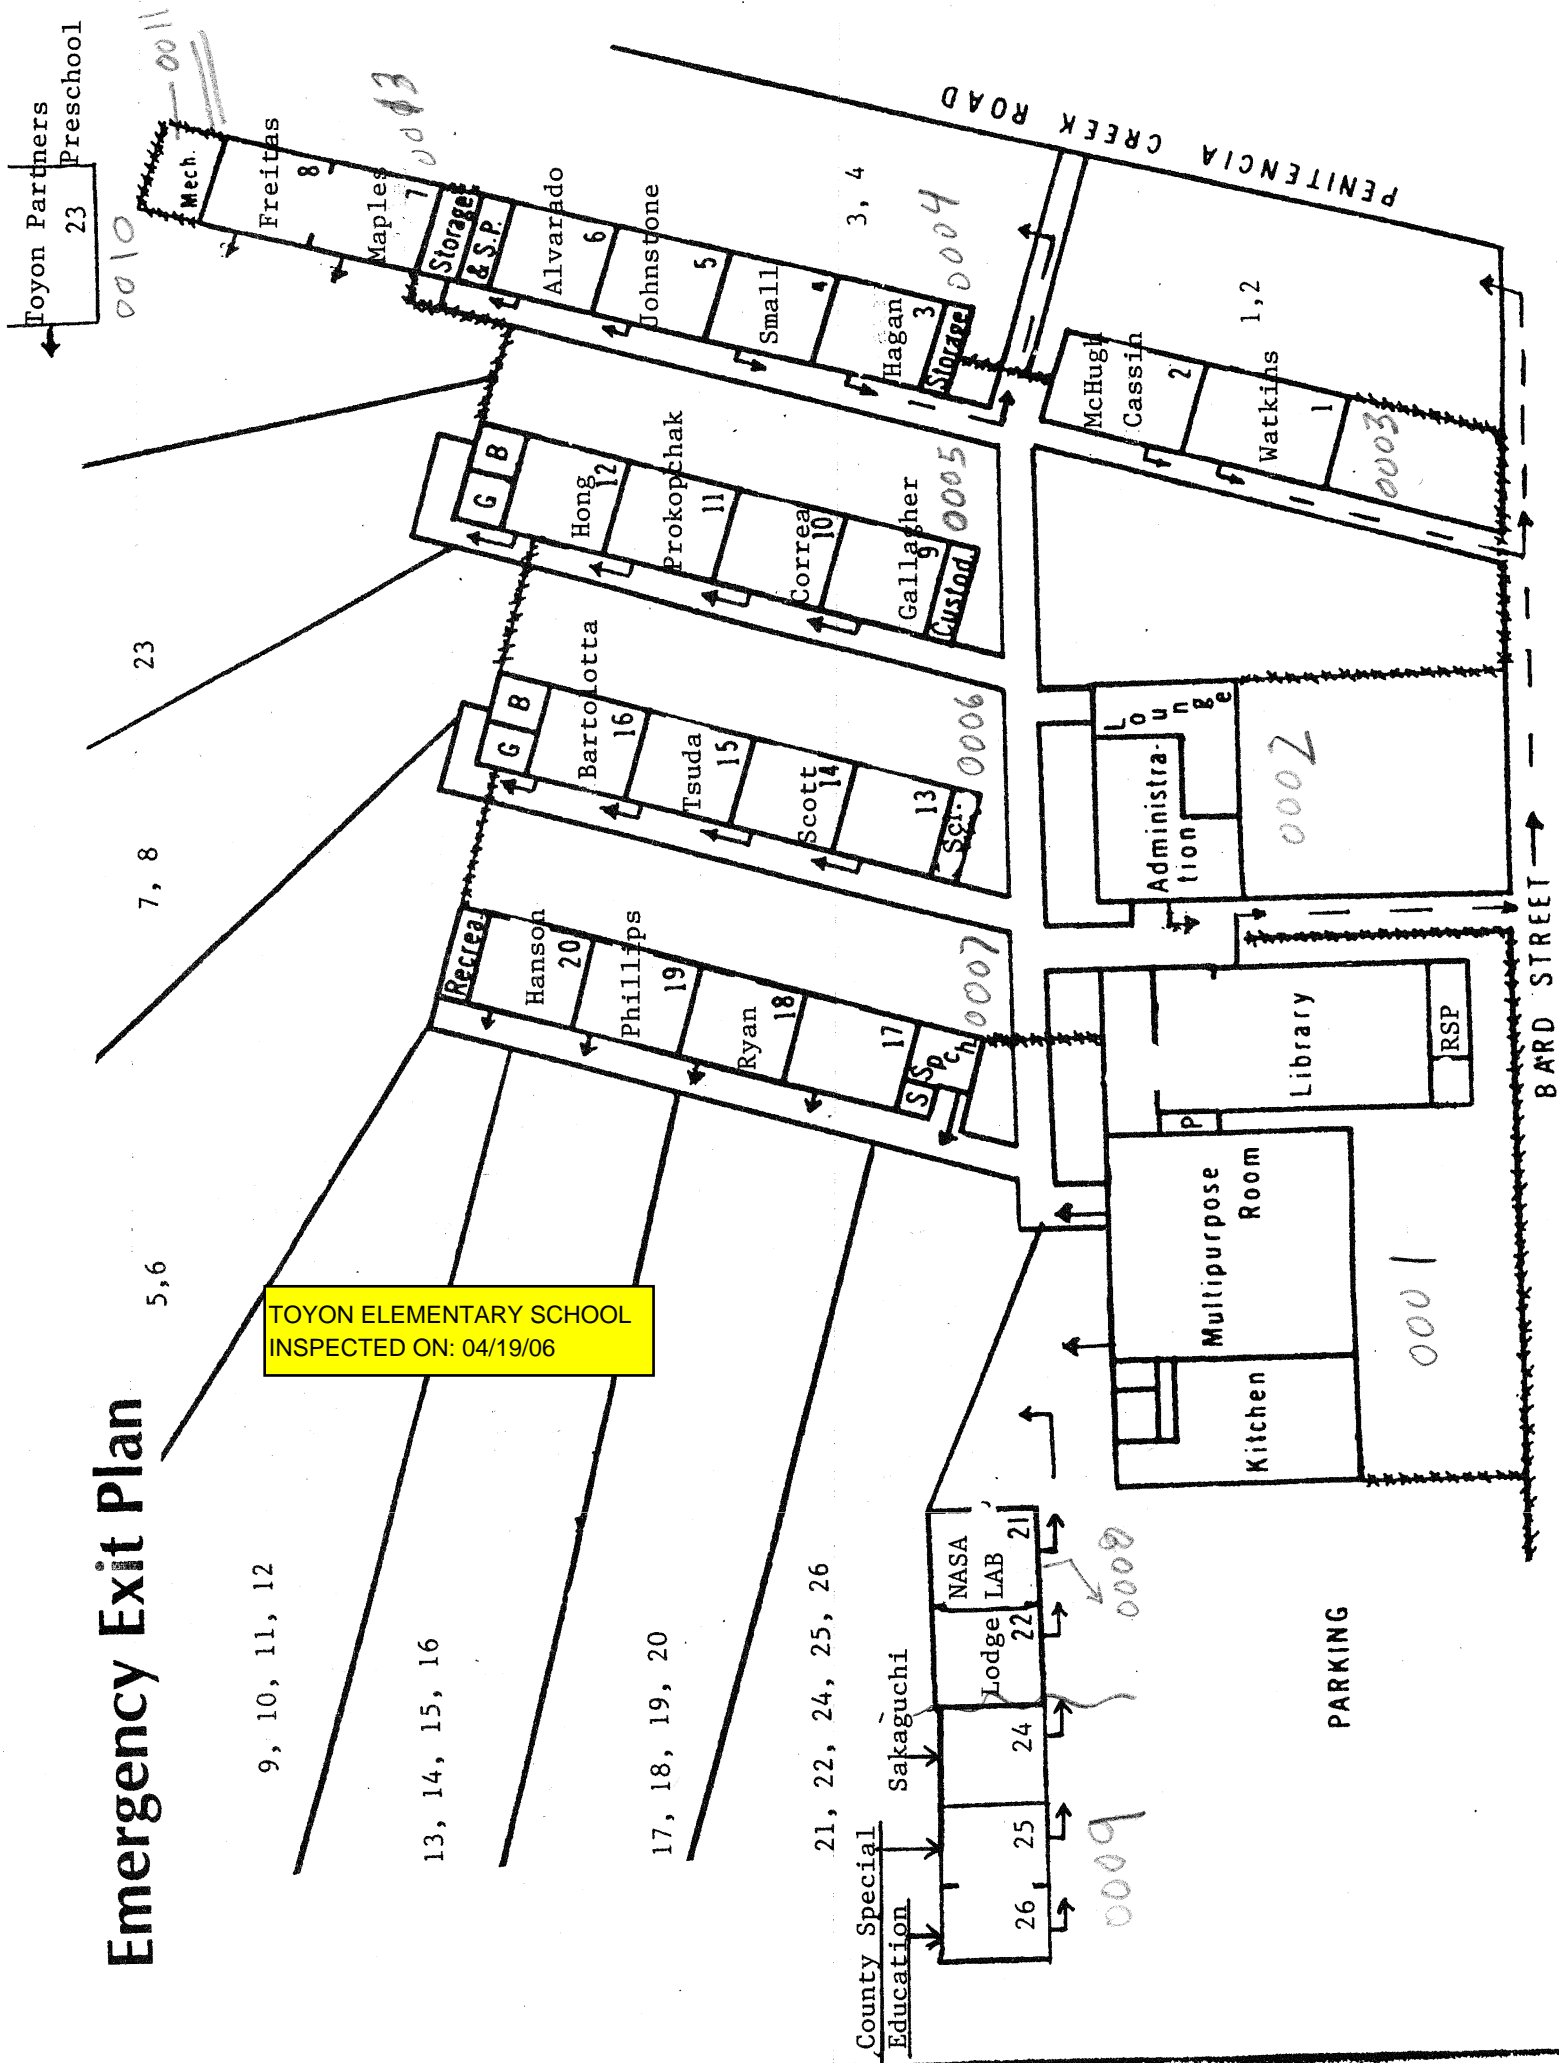 Emergency Exit Plan
TOYON ELEMENTARY SCHOOL
INSPECTED ON: 04/19/06
Toyon Partners
23 Preschool
0010
0011
5,6
7, 8
23
9, 10, 11, 12
13, 14, 15, 16
17, 18, 19, 20
21, 22, 24, 25, 26
3, 4
1,2
Mech.
Freitas
8
Maples
7
Storage
& S.P.
Alvarado
6
Johnstone
5
Small
4
Hagan
3
Storage
0004
McHugh
Cassin
2
Watkins
1
0003
PENITENCIA CREEK ROAD
G B
Hong
12
Prokopchak
11
Correa
10
Gallagher
9
Custod.
0005
G B
Bartolotta
16
Tsuda
15
Scott
14
13
Sci.
0006
Recrea.
Hanson
20
Phillips
19
Ryan
18
17
S Spch
0007
Administra-
tion
Lounge
0002
Library
RSP
P
Multipurpose
Room
Kitchen
0001
County Special
Education
Sakaguchi
26
25
24
Lodge
22
NASA
LAB
21
0008
0009
PARKING
BARD STREET